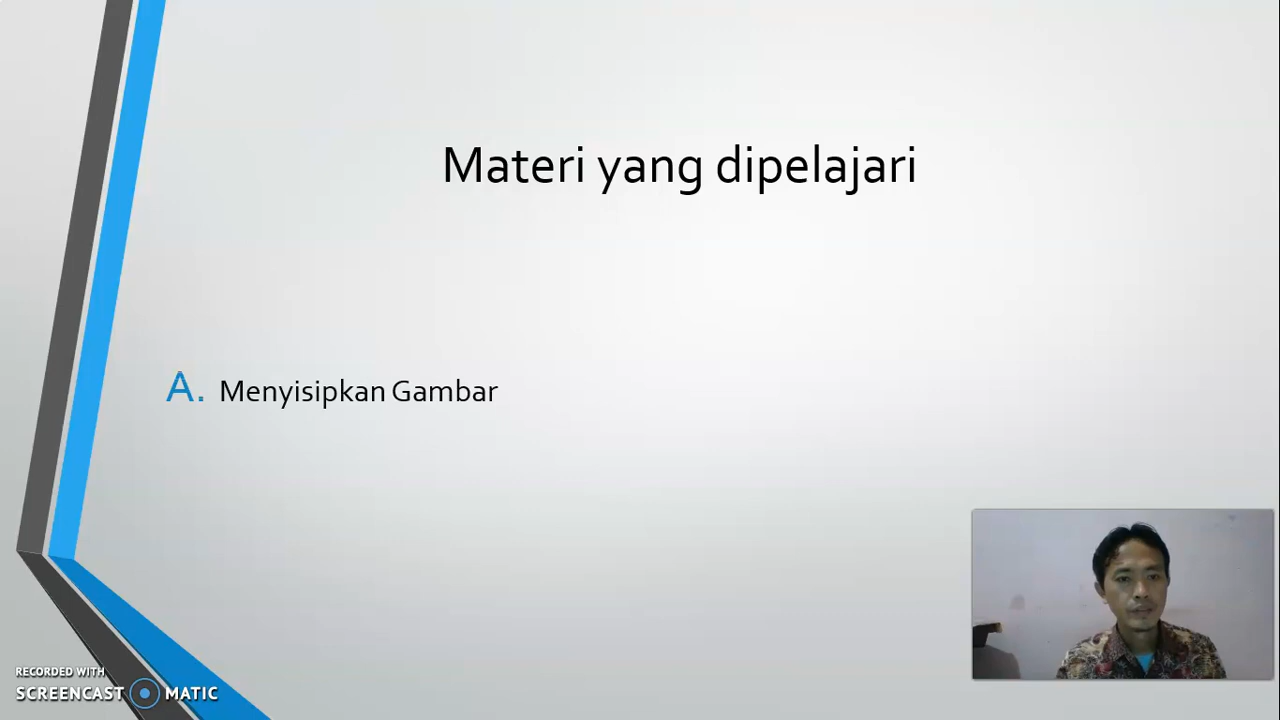 Materi yang dipelajari
A. Menyisipkan Gambar
RECORDED WITH
SCREENCAST MATIC